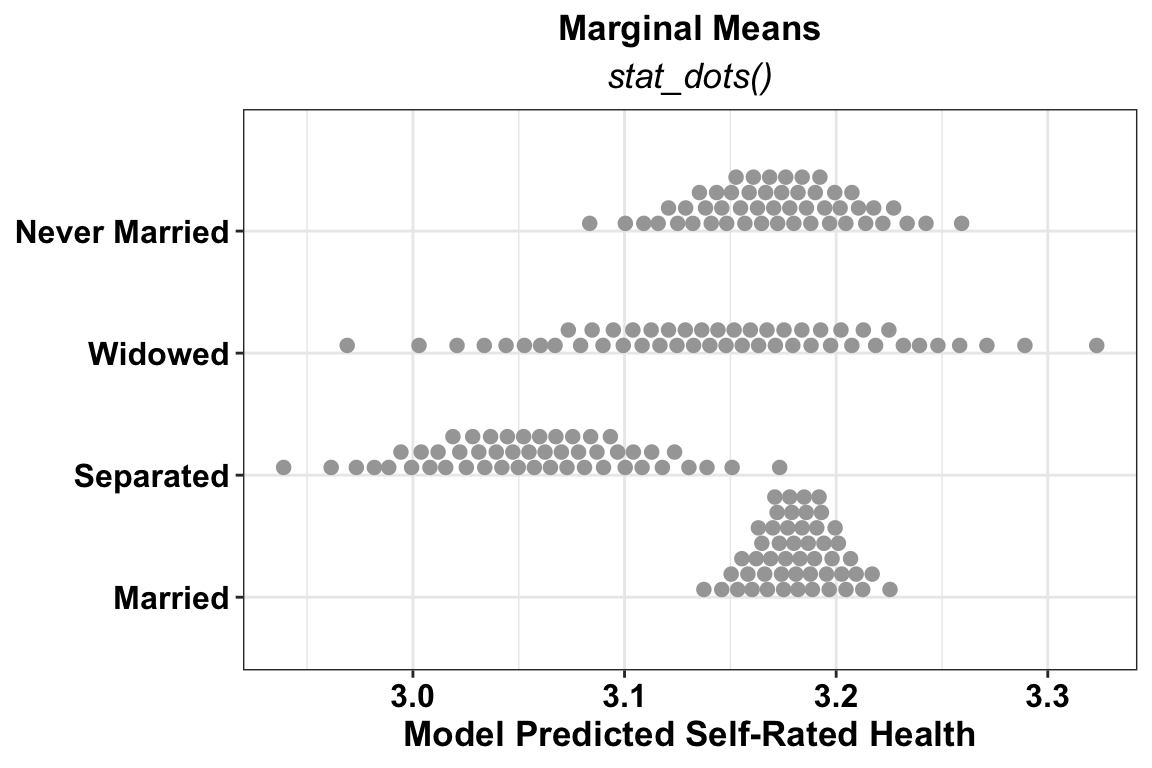 Marginal Means
stat_dots()
Never Married
Widowed
Separated
Married
3.0 3.1 3.2 3.3
Model Predicted Self-Rated Health